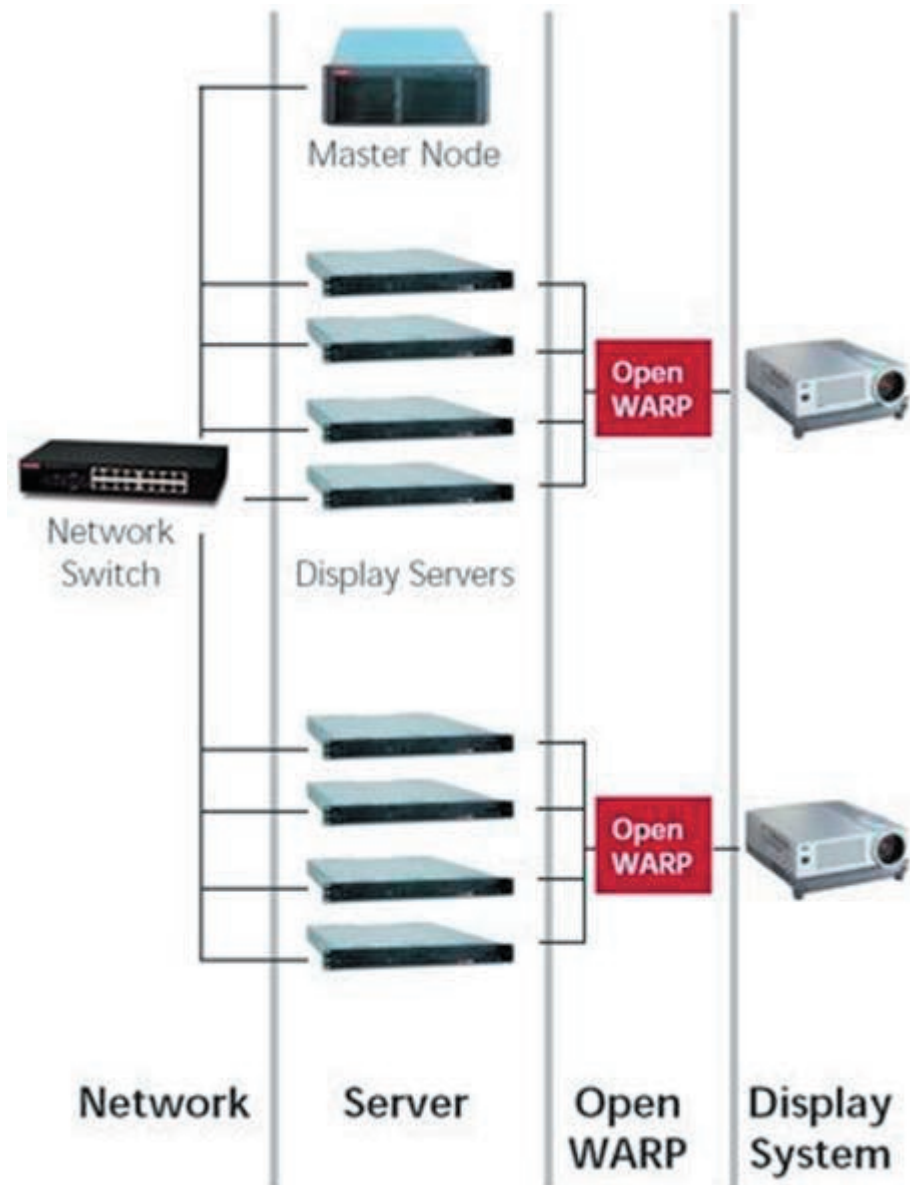 Master Node
Open
WARP
Network
Switch
Display Servers
Open
WARP
Network
Server
Open
WARP
Display
System